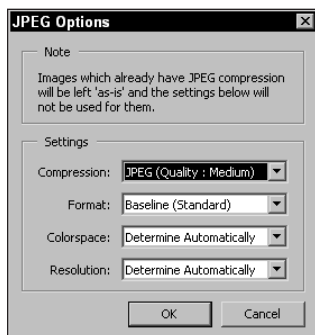 JPEG Options
Note
Images which already have JPEG compression
will be left 'as-is' and the settings below will
not be used for them.
Settings
Compression: JPEG (Quality : Medium)
Format: Baseline (Standard)
Colorspace: Determine Automatically
Resolution: Determine Automatically
OK Cancel